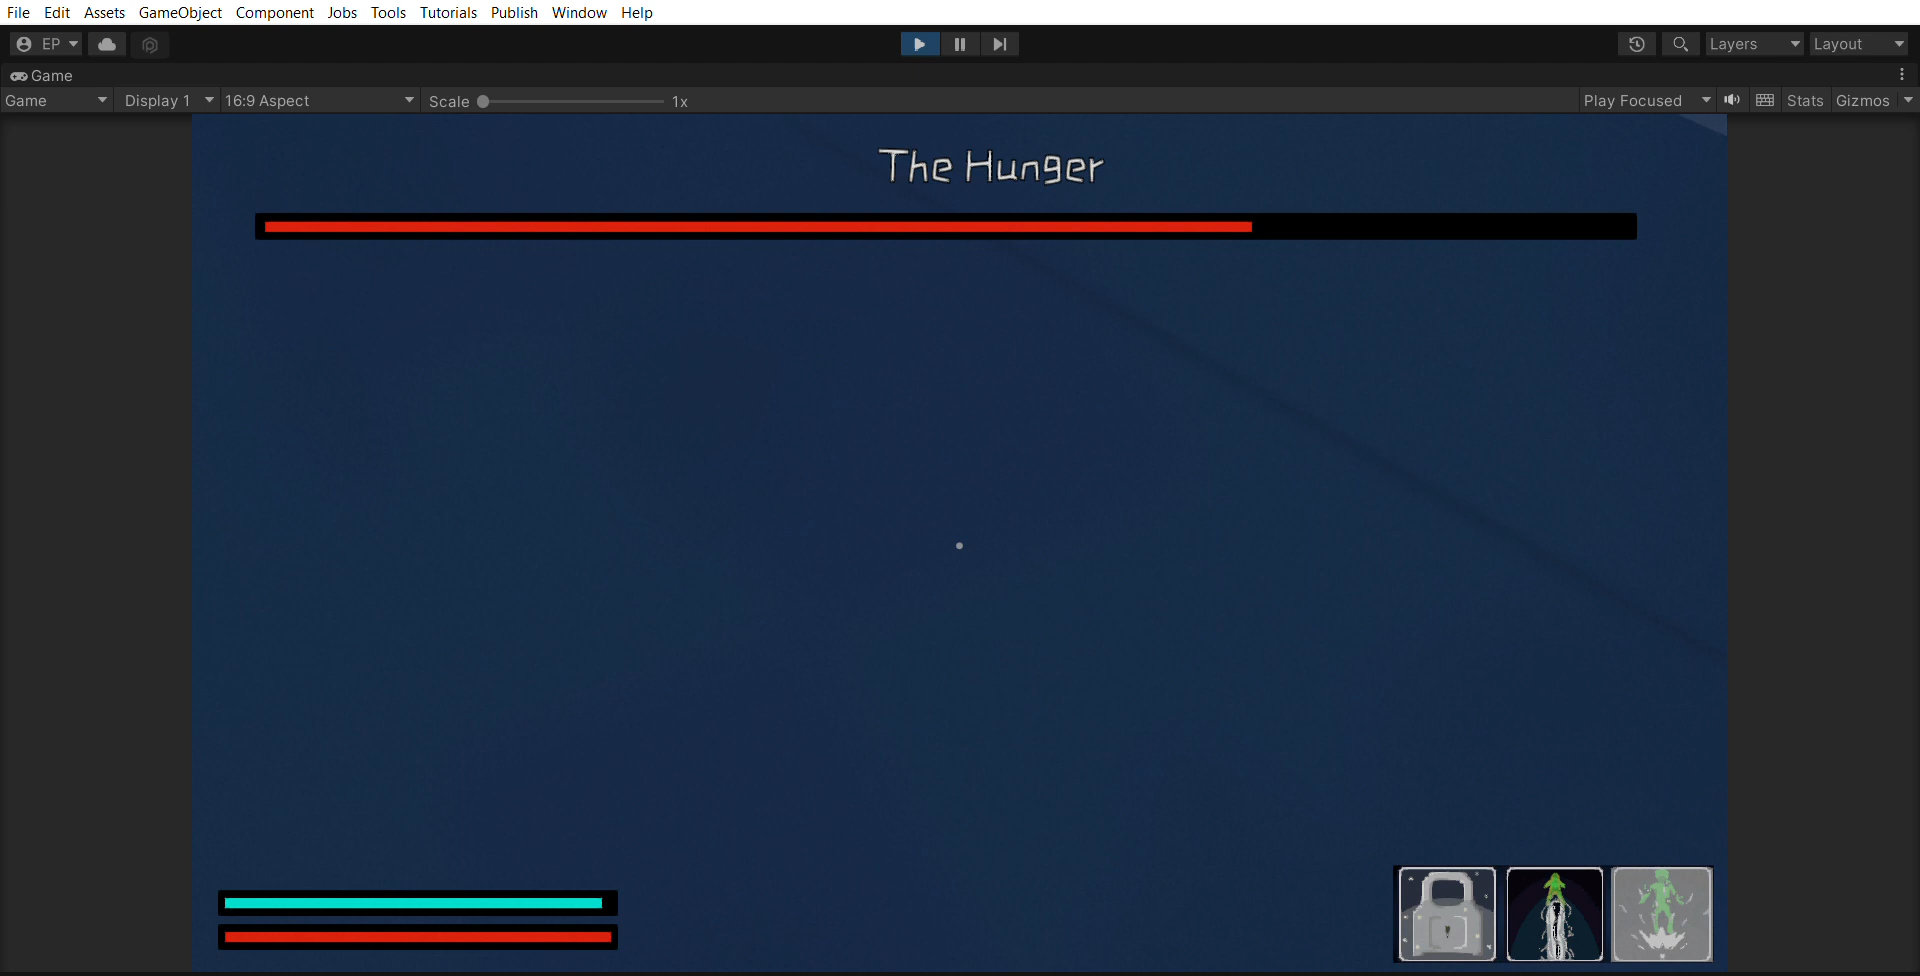 File Edit Assets GameObject Component Jobs Tools Tutorials Publish Window Help
EP Layers Layout
Game
Game Display 1 16:9 Aspect Scale 1x Play Focused Stats Gizmos
The Hunger